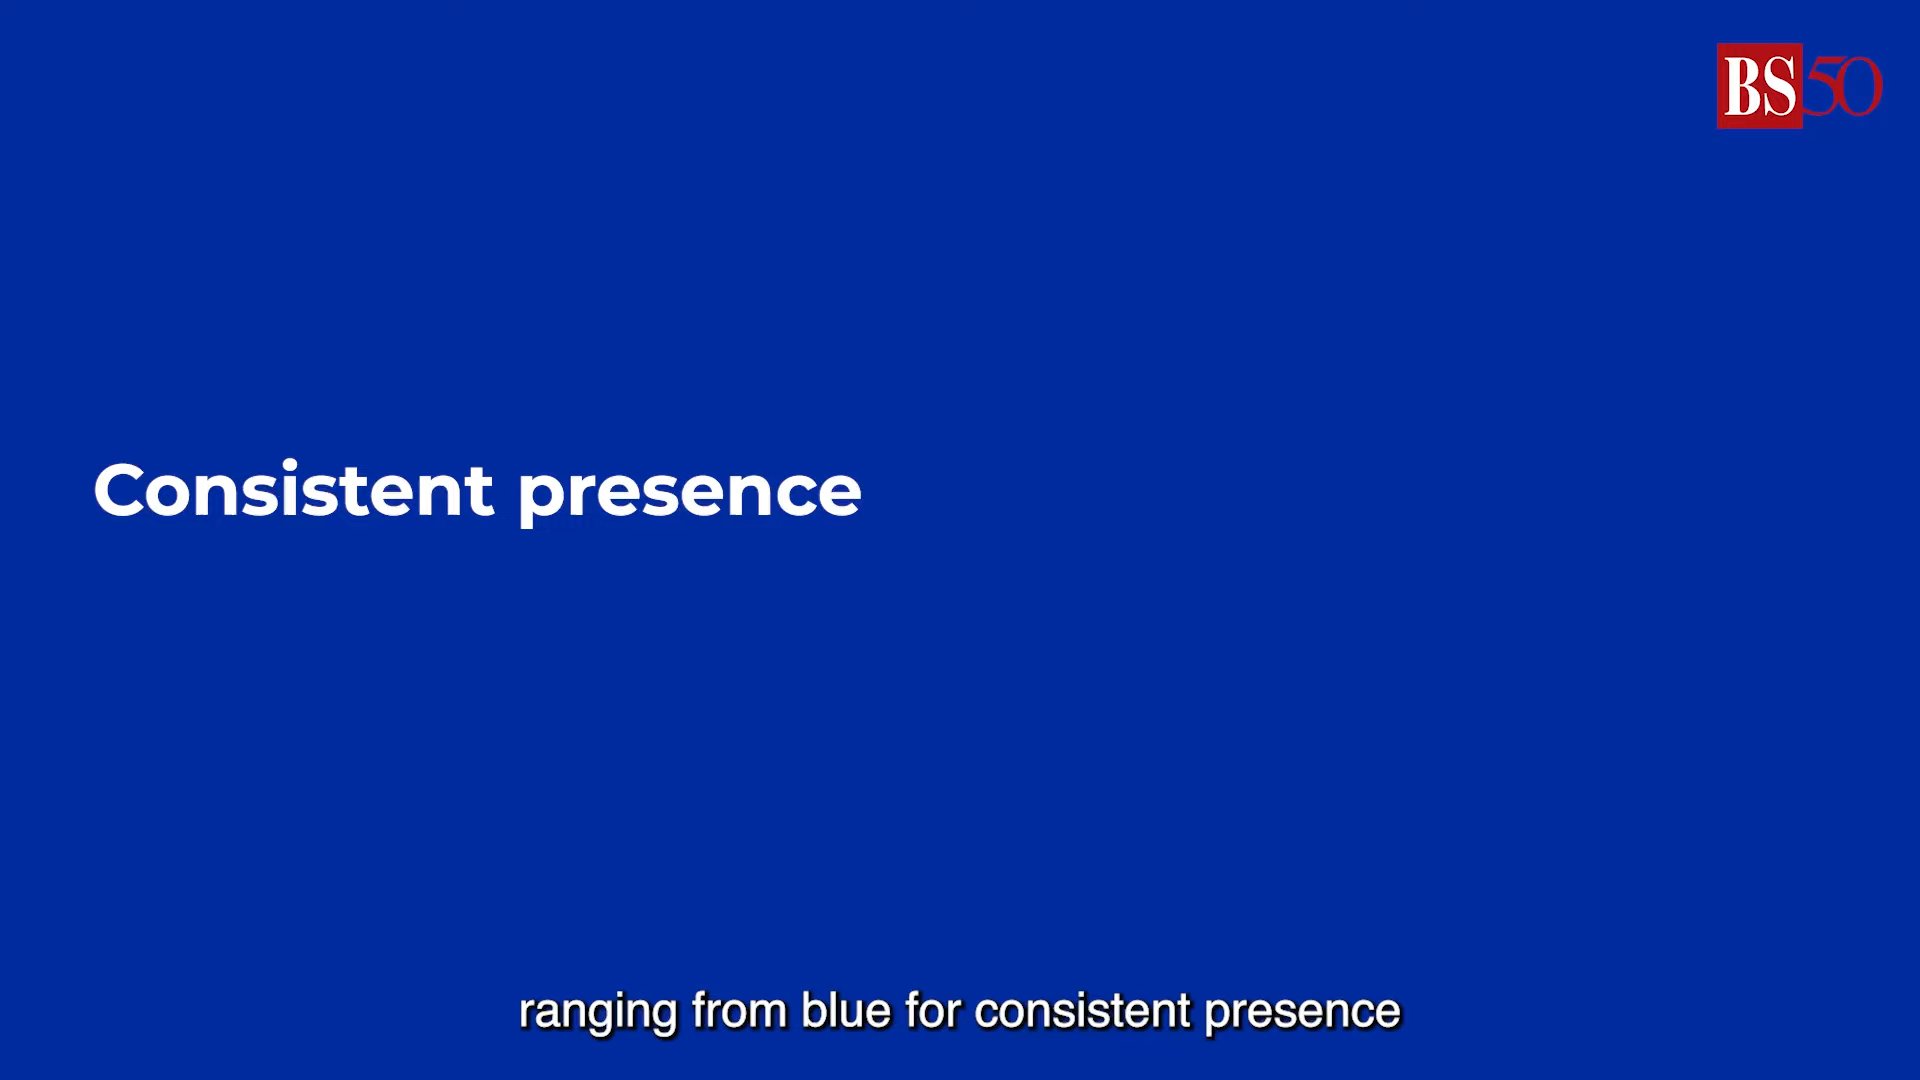 BS50
Consistent presence
ranging from blue for consistent presence